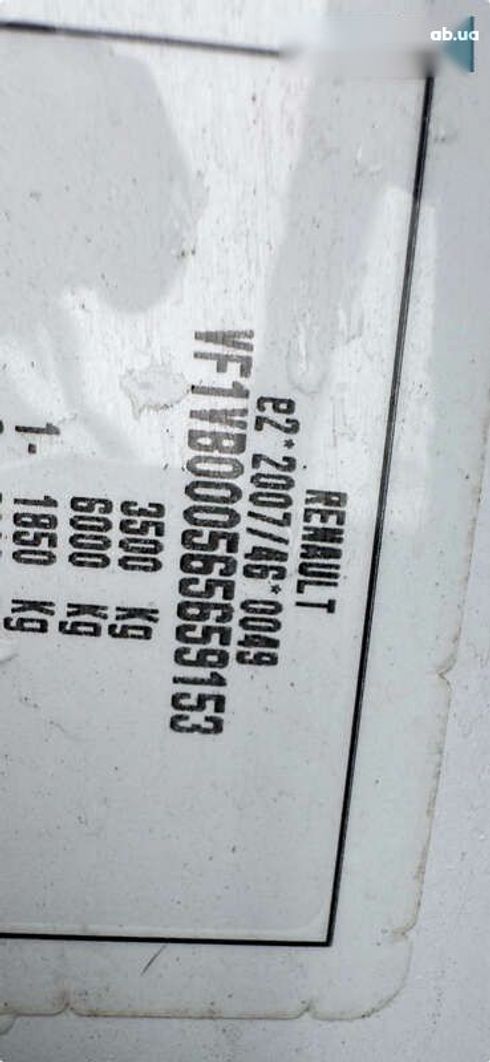 ab.ua
RENAULT
e2*2007/46*0049
VF1VB000565659153
3500 Kg
6000 Kg
1- 1850 Kg